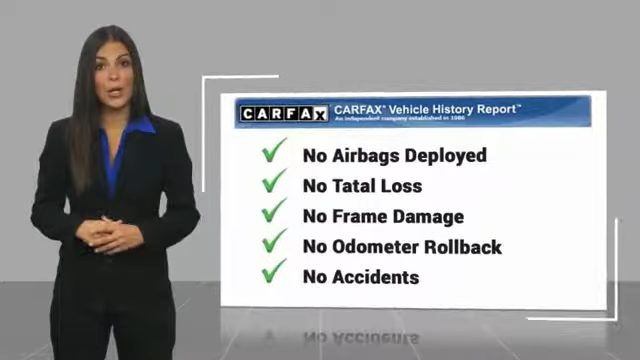 CARFAX CARFAX® Vehicle History Report™
An independent company established in 1986
No Airbags Deployed
No Tatal Loss
No Frame Damage
No Odometer Rollback
No Accidents